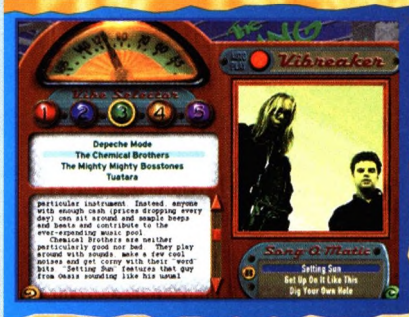 The
Vibreaker
Vibe Selector
1 2 3 4 5
Depeche Mode
The Chemical Brothers
The Mighty Mighty Bosstones
Tuatara
particular instrument. Instead, anyone
with enough cash (prices dropping every
day) can sit around and sample beeps
and beats and contribute to the
ever-expending music pool
Chemical Brothers are neither
particularly good nor bad. They play
around with sounds, make a few cool
noises and get corny with their "word"
bits. "Setting Sun" features that guy
from Oasis sounding like his usual
Song-O-Matic
Setting Sun
Get Up On It Like This
Dig Your Own Hole